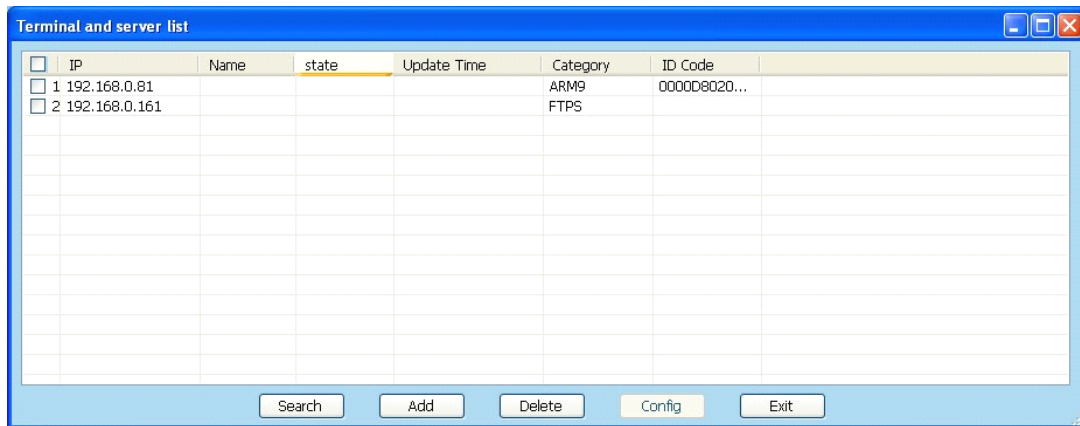 Terminal and server list
IP Name state Update Time Category ID Code
1 192.168.0.81 ARM9 0000D8020...
2 192.168.0.161 FTPS
Search Add Delete Config Exit